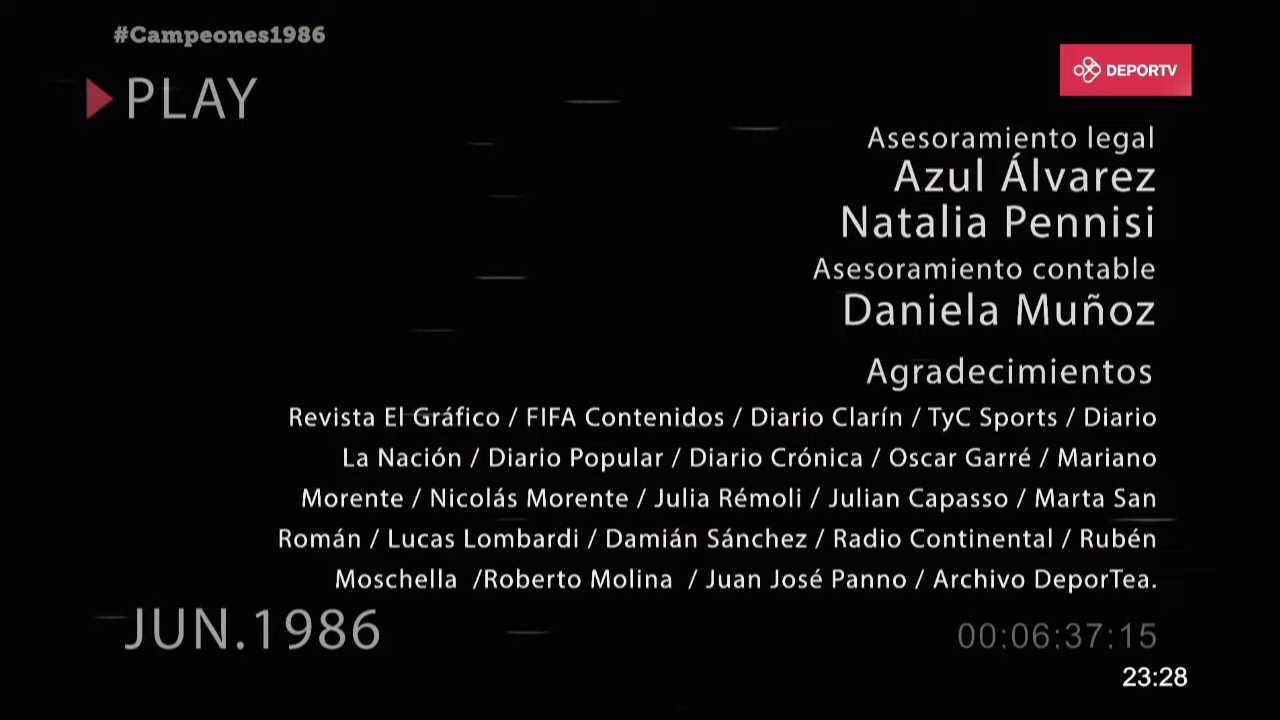 #Campeones1986
PLAY
DEPORTV
Asesoramiento legal
Azul Álvarez
Natalia Pennisi
Asesoramiento contable
Daniela Muñoz
Agradecimientos
Revista El Gráfico / FIFA Contenidos / Diario Clarín / TyC Sports / Diario
La Nación / Diario Popular / Diario Crónica / Oscar Garré / Mariano
Morente / Nicolás Morente / Julia Rémoli / Julian Capasso / Marta San
Román / Lucas Lombardi / Damián Sánchez / Radio Continental / Rubén
Moschella  /Roberto Molina  / Juan José Panno / Archivo DeporTea.
JUN.1986
00:06:37:15
23:28